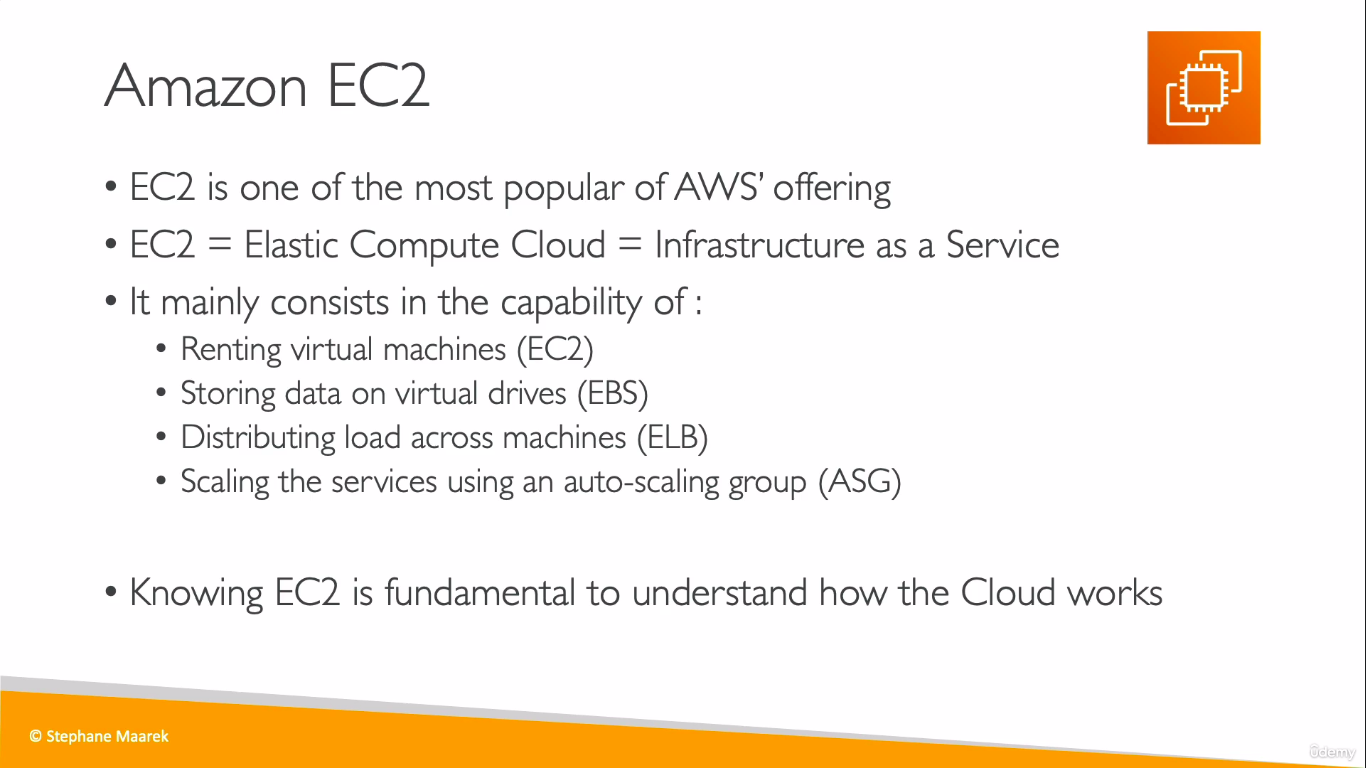 Amazon EC2
• EC2 is one of the most popular of AWS’ offering
• EC2 = Elastic Compute Cloud = Infrastructure as a Service
• It mainly consists in the capability of :
• Renting virtual machines (EC2)
• Storing data on virtual drives (EBS)
• Distributing load across machines (ELB)
• Scaling the services using an auto-scaling group (ASG)
• Knowing EC2 is fundamental to understand how the Cloud works
© Stephane Maarek
ûdemy